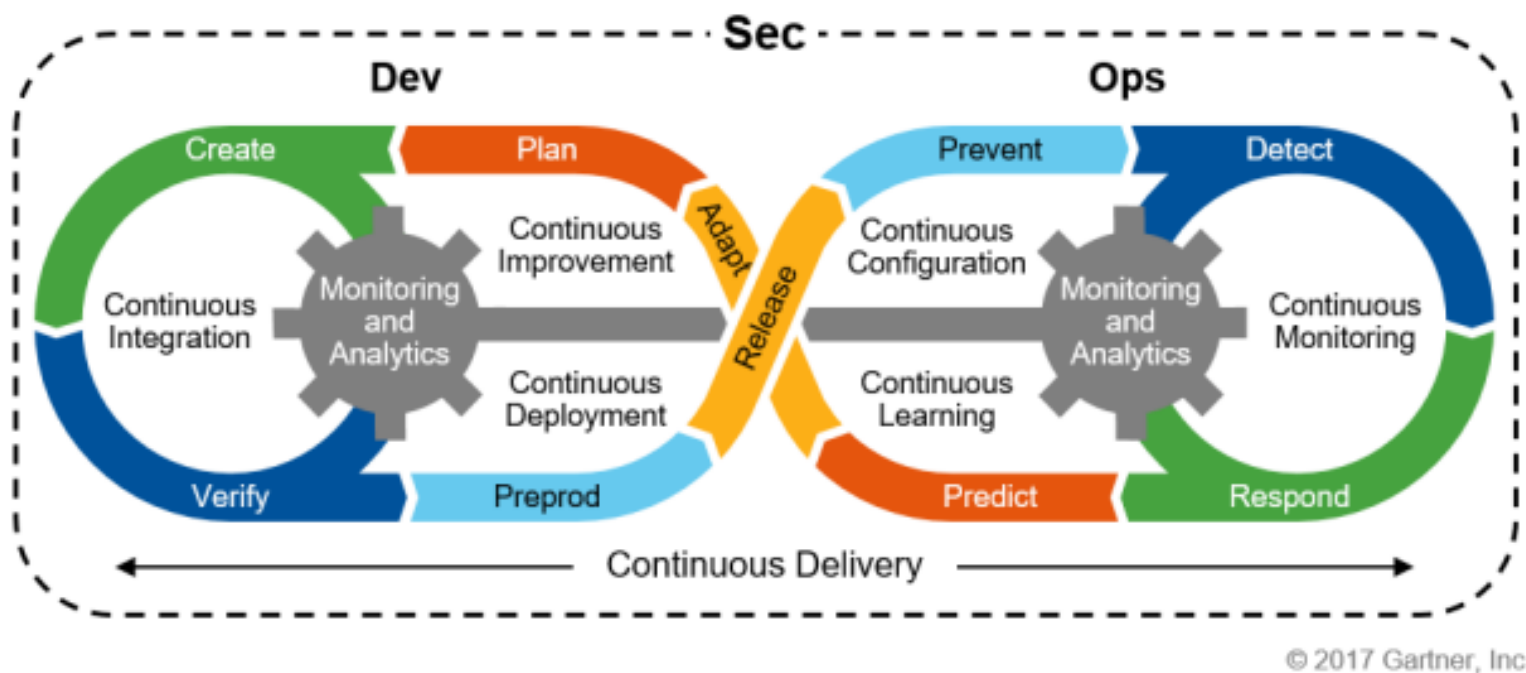 Sec
Dev
Ops
Create
Plan
Adapt
Release
Prevent
Detect
Continuous
Improvement
Continuous
Configuration
Continuous
Integration
Monitoring
and
Analytics
Monitoring
and
Analytics
Continuous
Monitoring
Continuous
Deployment
Continuous
Learning
Verify
Preprod
Predict
Respond
Continuous Delivery
© 2017 Gartner, Inc